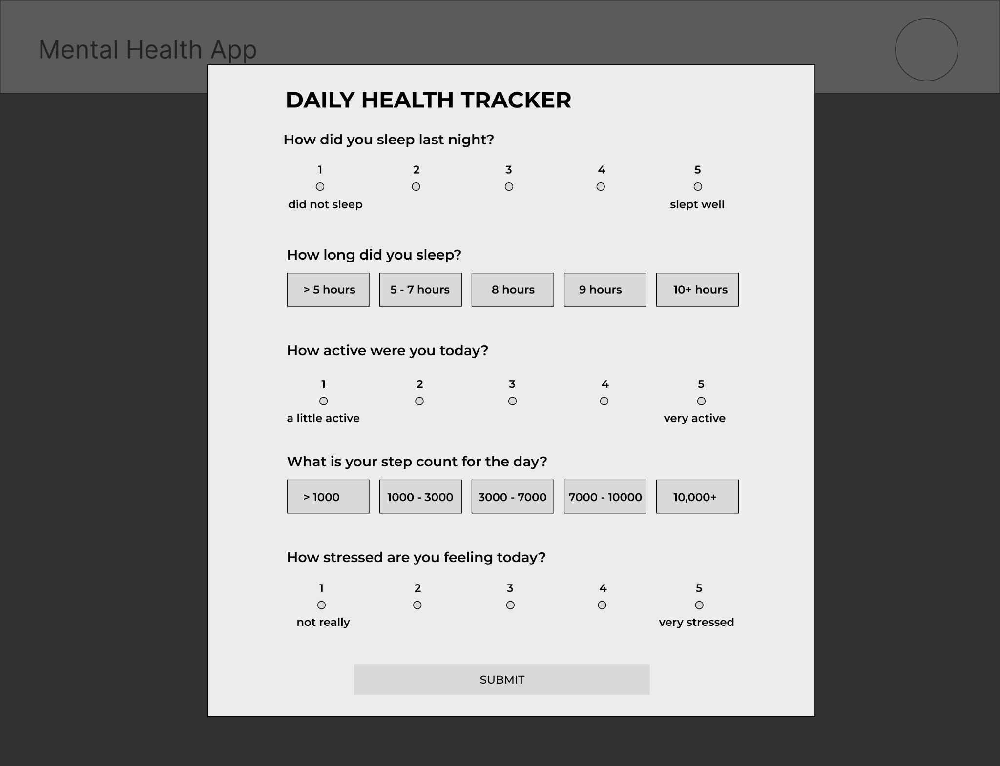 Mental Health App
DAILY HEALTH TRACKER
How did you sleep last night?
1 2 3 4 5
did not sleep slept well
How long did you sleep?
> 5 hours 5 - 7 hours 8 hours 9 hours 10+ hours
How active were you today?
1 2 3 4 5
a little active very active
What is your step count for the day?
> 1000 1000 - 3000 3000 - 7000 7000 - 10000 10,000+
How stressed are you feeling today?
1 2 3 4 5
not really very stressed
SUBMIT